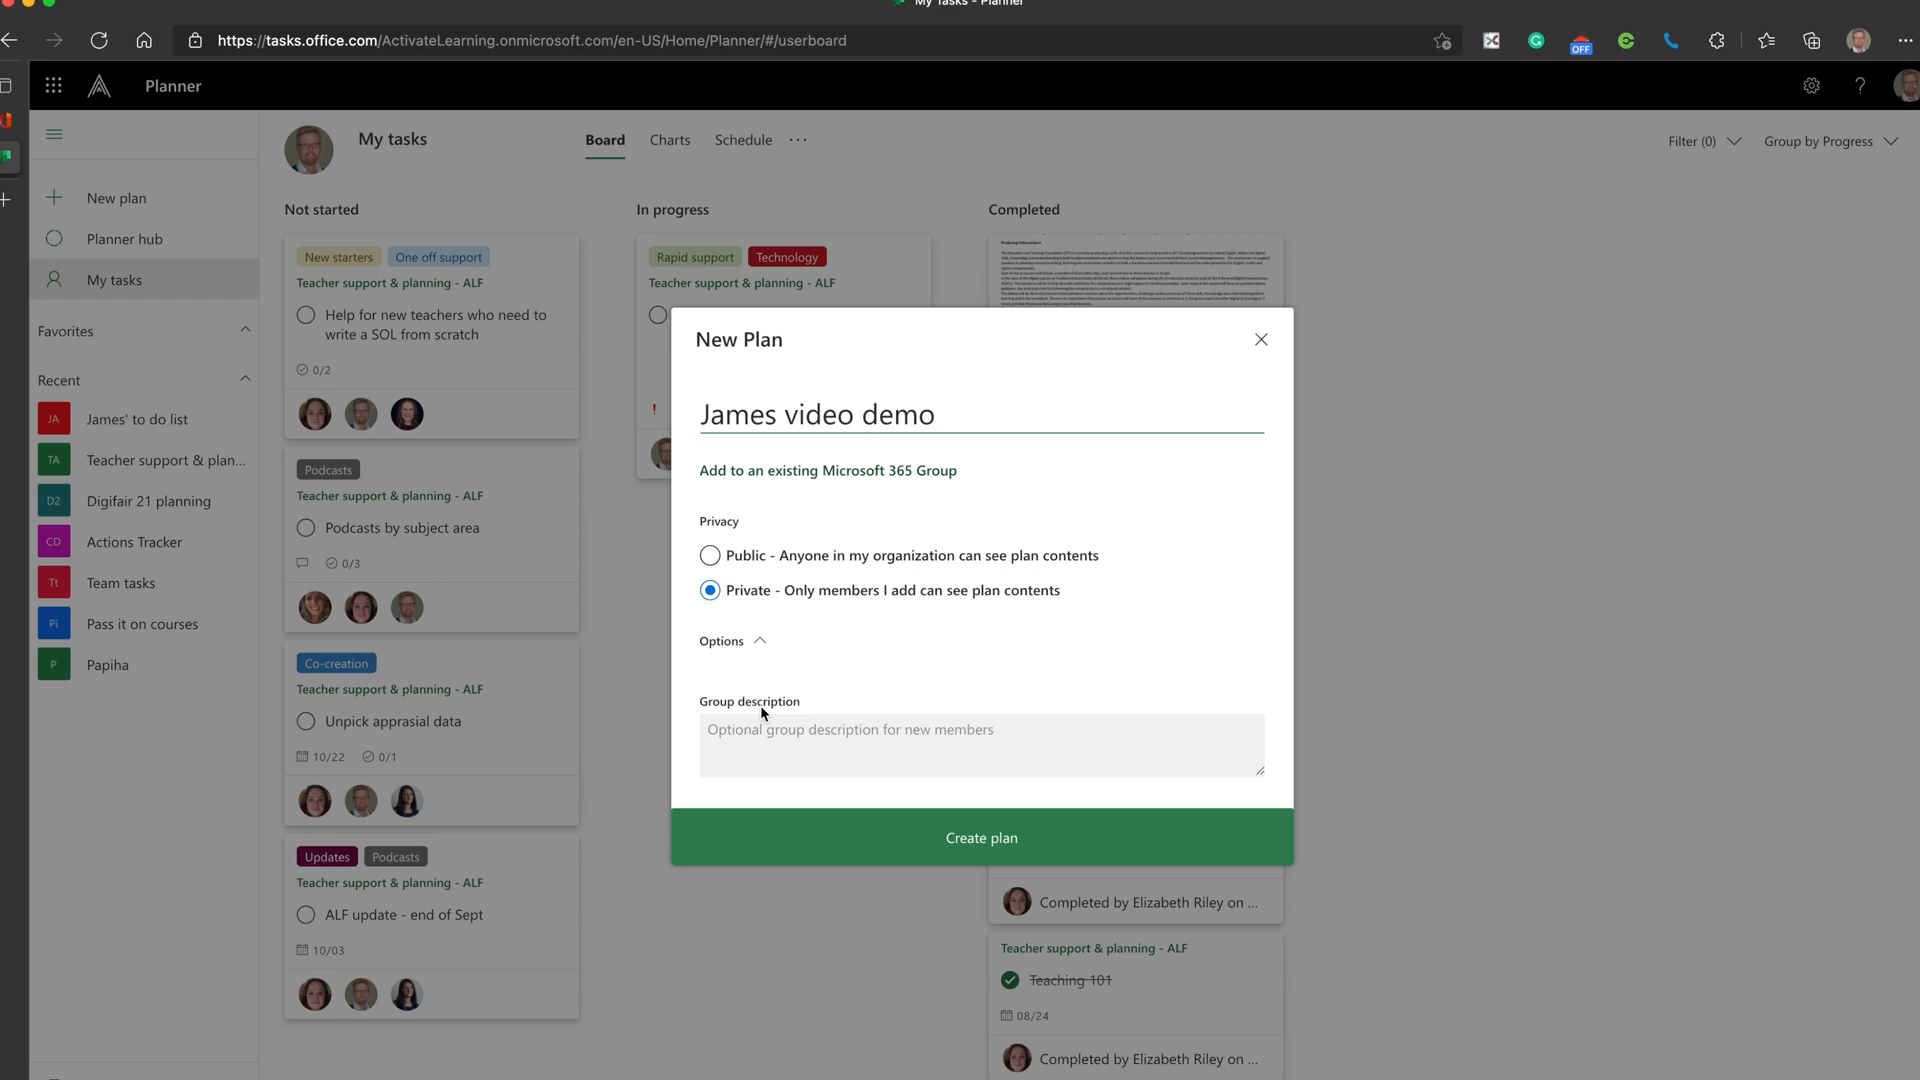 My Tasks - Planner
https://tasks.office.com/ActivateLearning.onmicrosoft.com/en-US/Home/Planner/#/userboard
OFF
Planner
My tasks
Board
Charts
Schedule
Filter (0)
Group by Progress
New plan
Planner hub
My tasks
Favorites
Recent
JA James' to do list
TA Teacher support & plan...
D2 Digifair 21 planning
CD Actions Tracker
Tt Team tasks
Pi Pass it on courses
P Papiha
Not started
New starters One off support
Teacher support & planning - ALF
Help for new teachers who need to
write a SOL from scratch
0/2
Podcasts
Teacher support & planning - ALF
Podcasts by subject area
0/3
Co-creation
Teacher support & planning - ALF
Unpick apprasial data
10/22 0/1
Updates Podcasts
Teacher support & planning - ALF
ALF update - end of Sept
10/03
In progress
Rapid support Technology
Teacher support & planning - ALF
!
Completed
Producing Video content
Completed by Elizabeth Riley on ...
Teacher support & planning - ALF
Teaching 101
08/24
Completed by Elizabeth Riley on ...
New Plan
James video demo
Add to an existing Microsoft 365 Group
Privacy
Public - Anyone in my organization can see plan contents
Private - Only members I add can see plan contents
Options
Group description
Optional group description for new members
Create plan